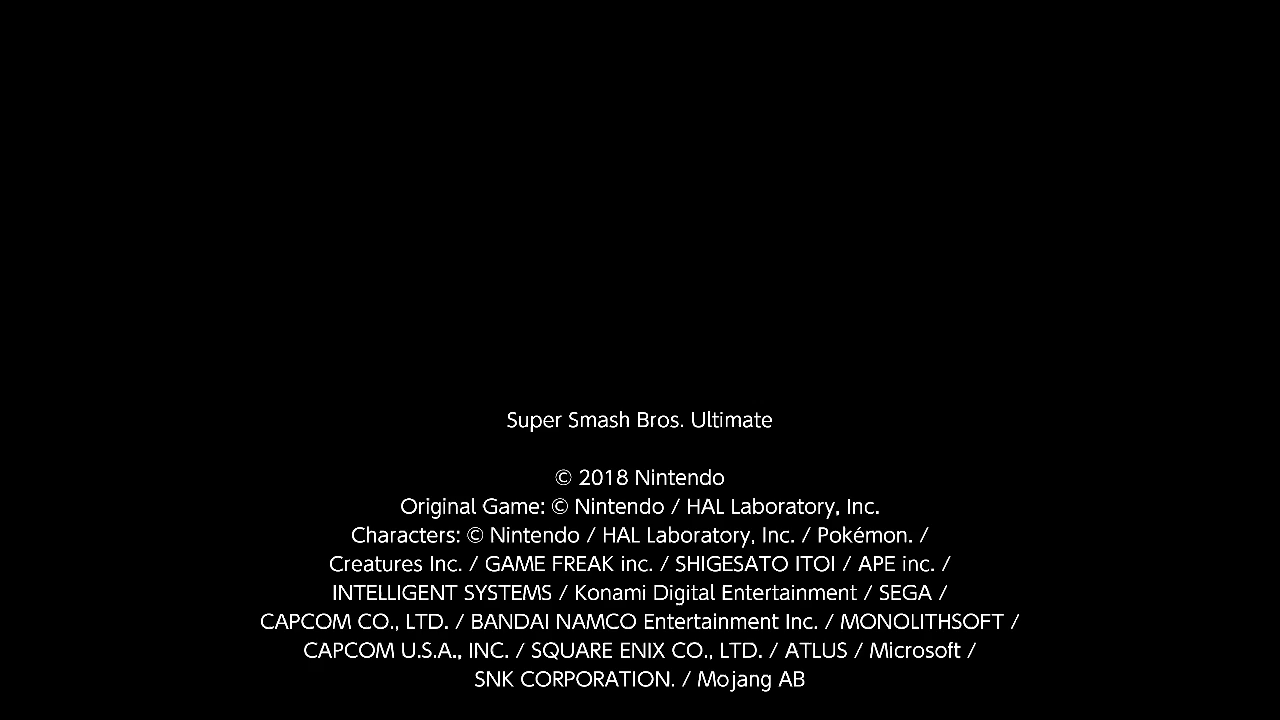 Super Smash Bros. Ultimate
© 2018 Nintendo
Original Game: © Nintendo / HAL Laboratory, Inc.
Characters: © Nintendo / HAL Laboratory, Inc. / Pokémon. /
Creatures Inc. / GAME FREAK inc. / SHIGESATO ITOI / APE inc. /
INTELLIGENT SYSTEMS / Konami Digital Entertainment / SEGA /
CAPCOM CO., LTD. / BANDAI NAMCO Entertainment Inc. / MONOLITHSOFT /
CAPCOM U.S.A., INC. / SQUARE ENIX CO., LTD. / ATLUS / Microsoft /
SNK CORPORATION. / Mojang AB